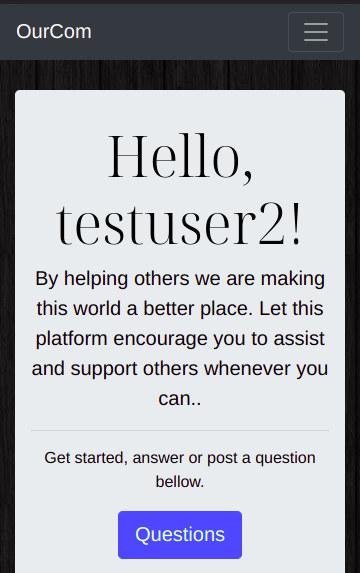 OurCom
Hello,
testuser2!
By helping others we are making
this world a better place. Let this
platform encourage you to assist
and support others whenever you
can..
Get started, answer or post a question
bellow.
Questions